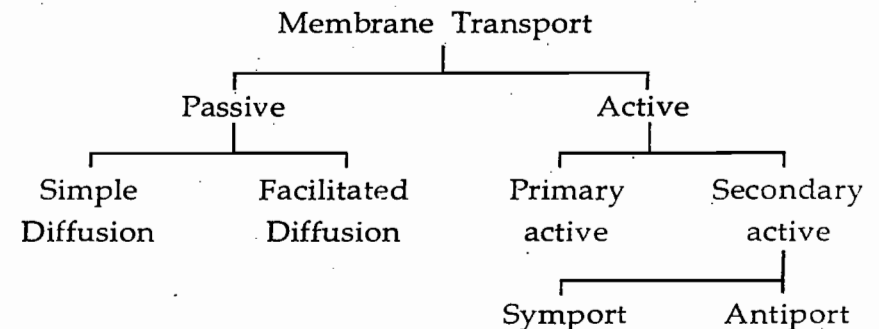 Membrane Transport
Passive Active
Simple Facilitated Primary Secondary
Diffusion Diffusion active active
Symport Antiport